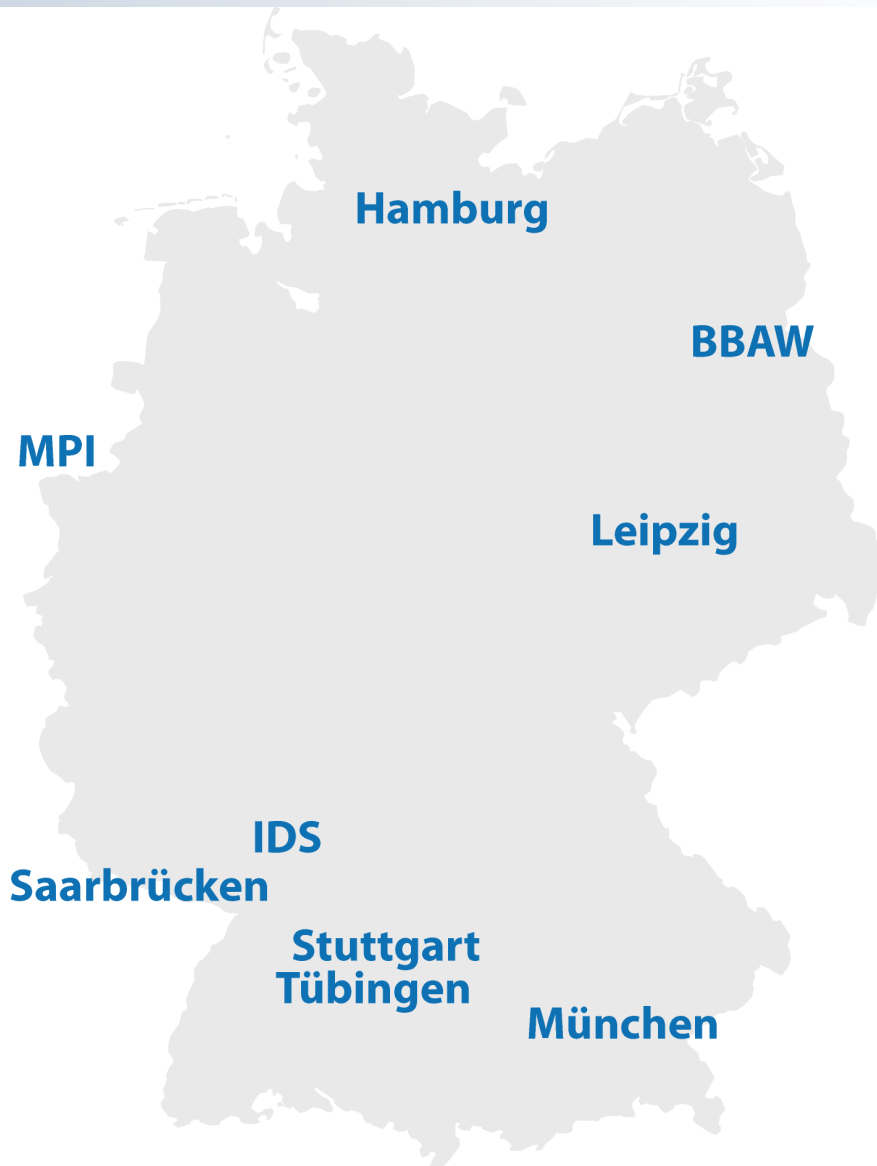 Hamburg
BBAW
MPI
Leipzig
IDS
Saarbrücken
Stuttgart
Tübingen
München